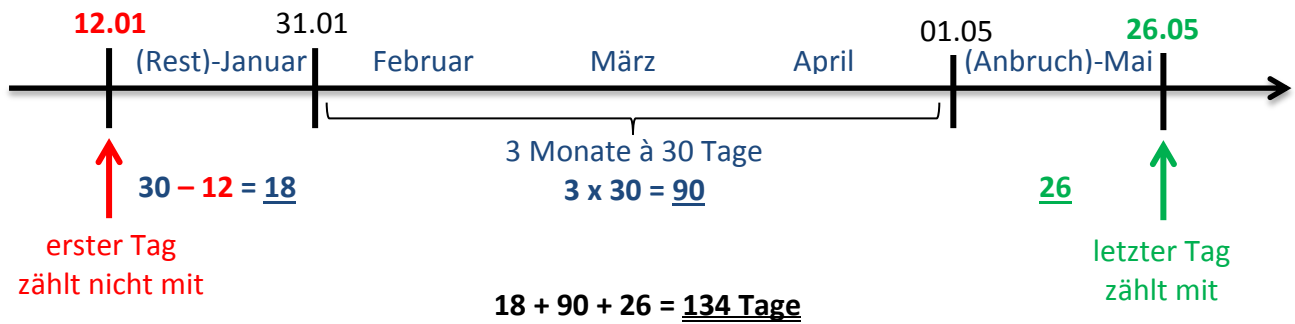 12.01 31.01 01.05 26.05
(Rest)-Januar Februar März April (Anbruch)-Mai
3 Monate à 30 Tage
30 – 12 = 18 3 x 30 = 90 26
erster Tag
zählt nicht mit
letzter Tag
zählt mit
18 + 90 + 26 = 134 Tage